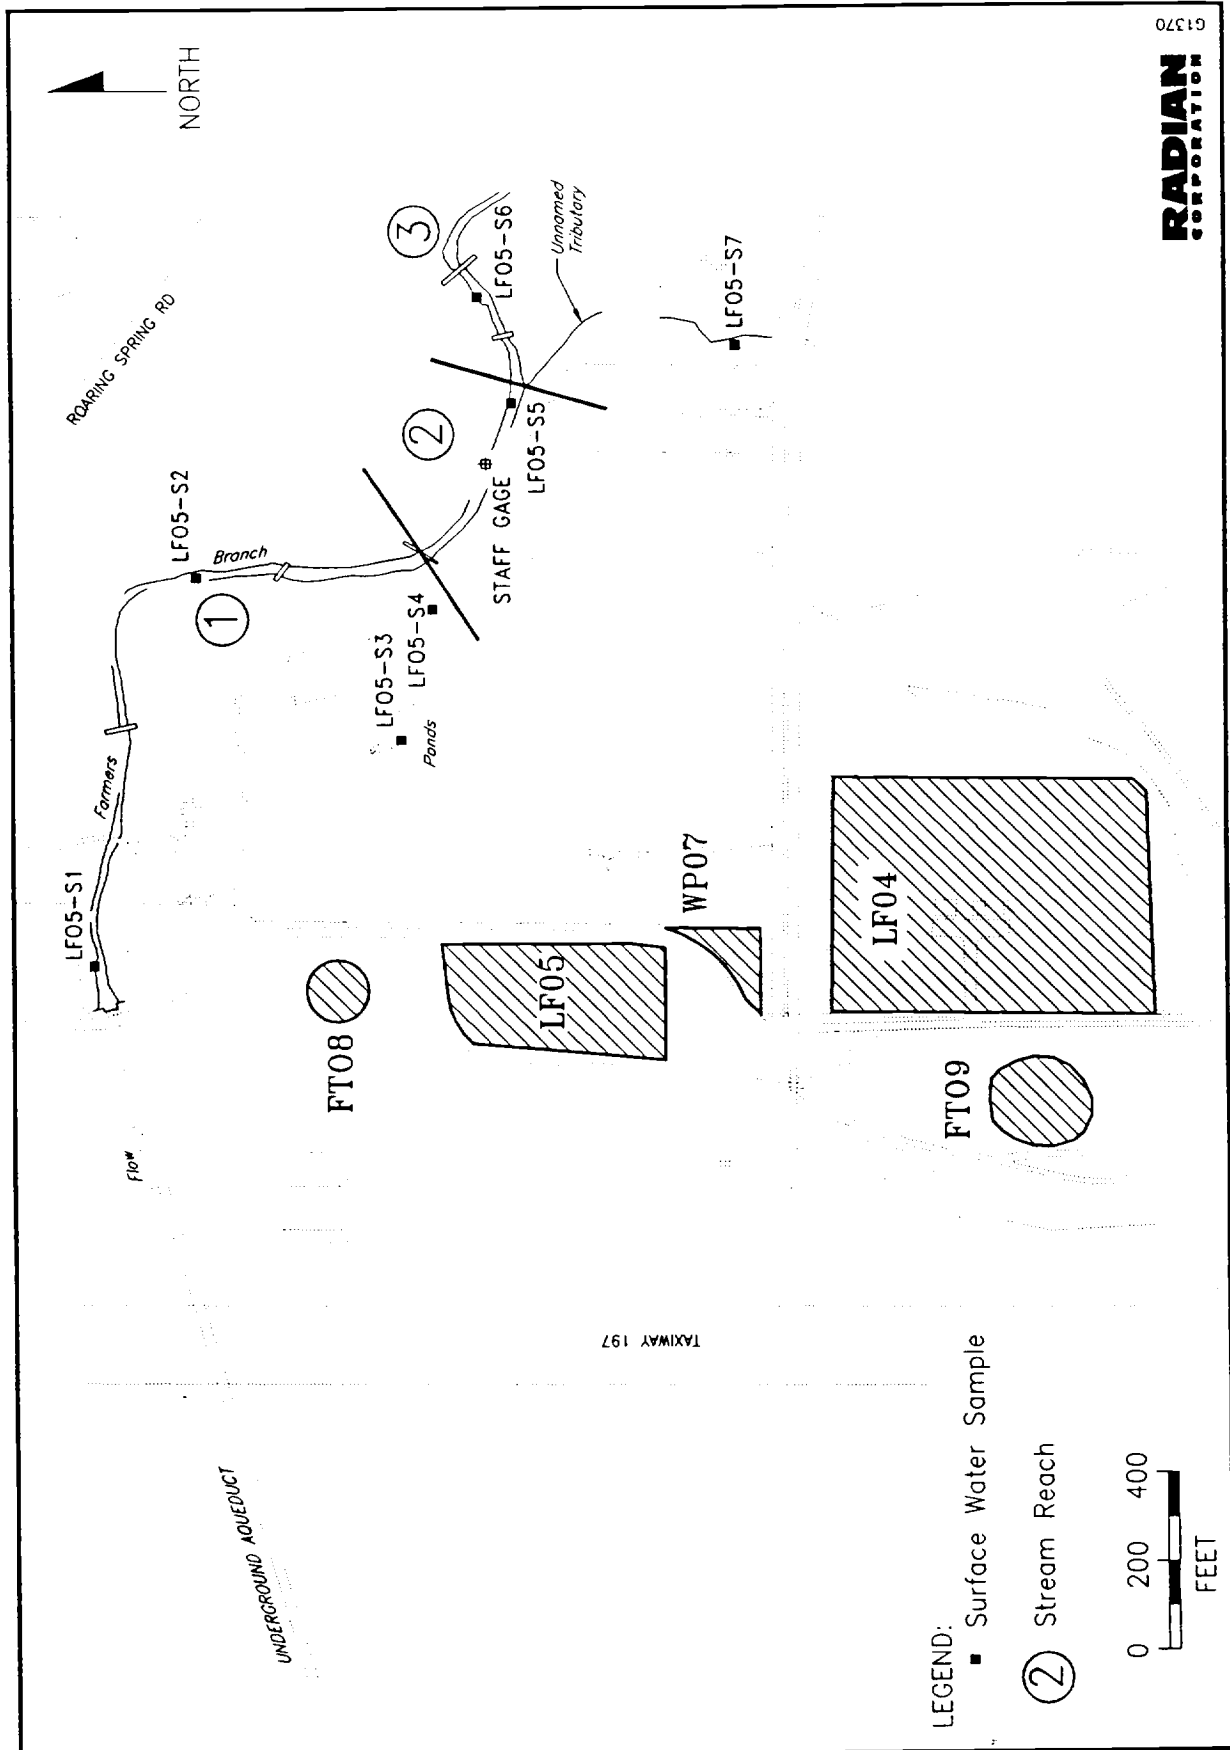 NORTH
ROARING SPRING RD
LF05-S1
Farmers
LF05-S2
Branch
1
2
3
LF05-S6
Unnamed
Tributary
LF05-S3
LF05-S4
Ponds
STAFF GAGE
LF05-S5
LF05-S7
Flow
FT08
LF05
WP07
LF04
FT09
UNDERGROUND AQUEDUCT
TAXIWAY 197
LEGEND:
Surface Water Sample
2 Stream Reach
0 200 400
FEET
RADIAN
CORPORATION
G1370